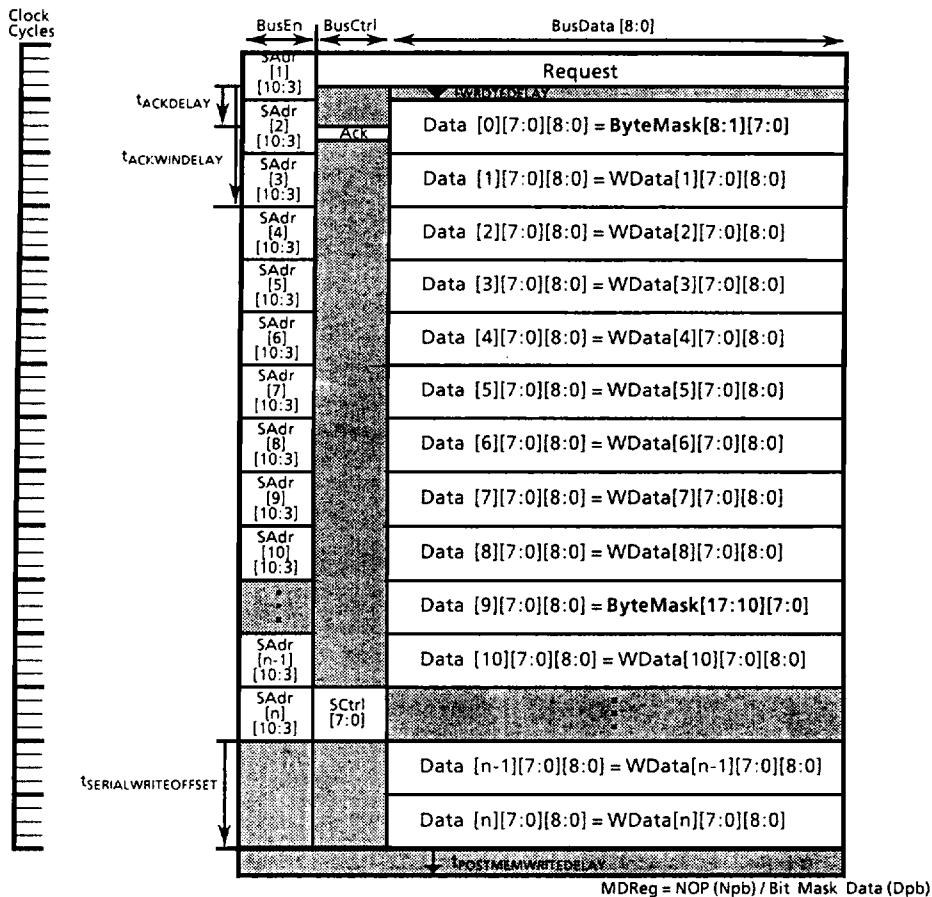 Clock
Cycles
BusEn BusCtrl BusData [8:0]
SAdr
[1]
[10:3]
Request
tACKDELAY
tWRITEDELAY
SAdr
[2]
[10:3]
Ack
Data [0][7:0][8:0] = ByteMask[8:1][7:0]
tACKWINDELAY
SAdr
[3]
[10:3]
Data [1][7:0][8:0] = WData[1][7:0][8:0]
SAdr
[4]
[10:3]
Data [2][7:0][8:0] = WData[2][7:0][8:0]
SAdr
[5]
[10:3]
Data [3][7:0][8:0] = WData[3][7:0][8:0]
SAdr
[6]
[10:3]
Data [4][7:0][8:0] = WData[4][7:0][8:0]
SAdr
[7]
[10:3]
Data [5][7:0][8:0] = WData[5][7:0][8:0]
SAdr
[8]
[10:3]
Data [6][7:0][8:0] = WData[6][7:0][8:0]
SAdr
[9]
[10:3]
Data [7][7:0][8:0] = WData[7][7:0][8:0]
SAdr
[10]
[10:3]
Data [8][7:0][8:0] = WData[8][7:0][8:0]
Data [9][7:0][8:0] = ByteMask[17:10][7:0]
SAdr
[n-1]
[10:3]
Data [10][7:0][8:0] = WData[10][7:0][8:0]
SAdr
[n]
[10:3]
SCtrl
[7:0]
tSERIALWRITEOFFSET
Data [n-1][7:0][8:0] = WData[n-1][7:0][8:0]
Data [n][7:0][8:0] = WData[n][7:0][8:0]
tPOSTMEMWRITEDELAY
MDReg = NOP (Npb) / Bit Mask Data (Dpb)